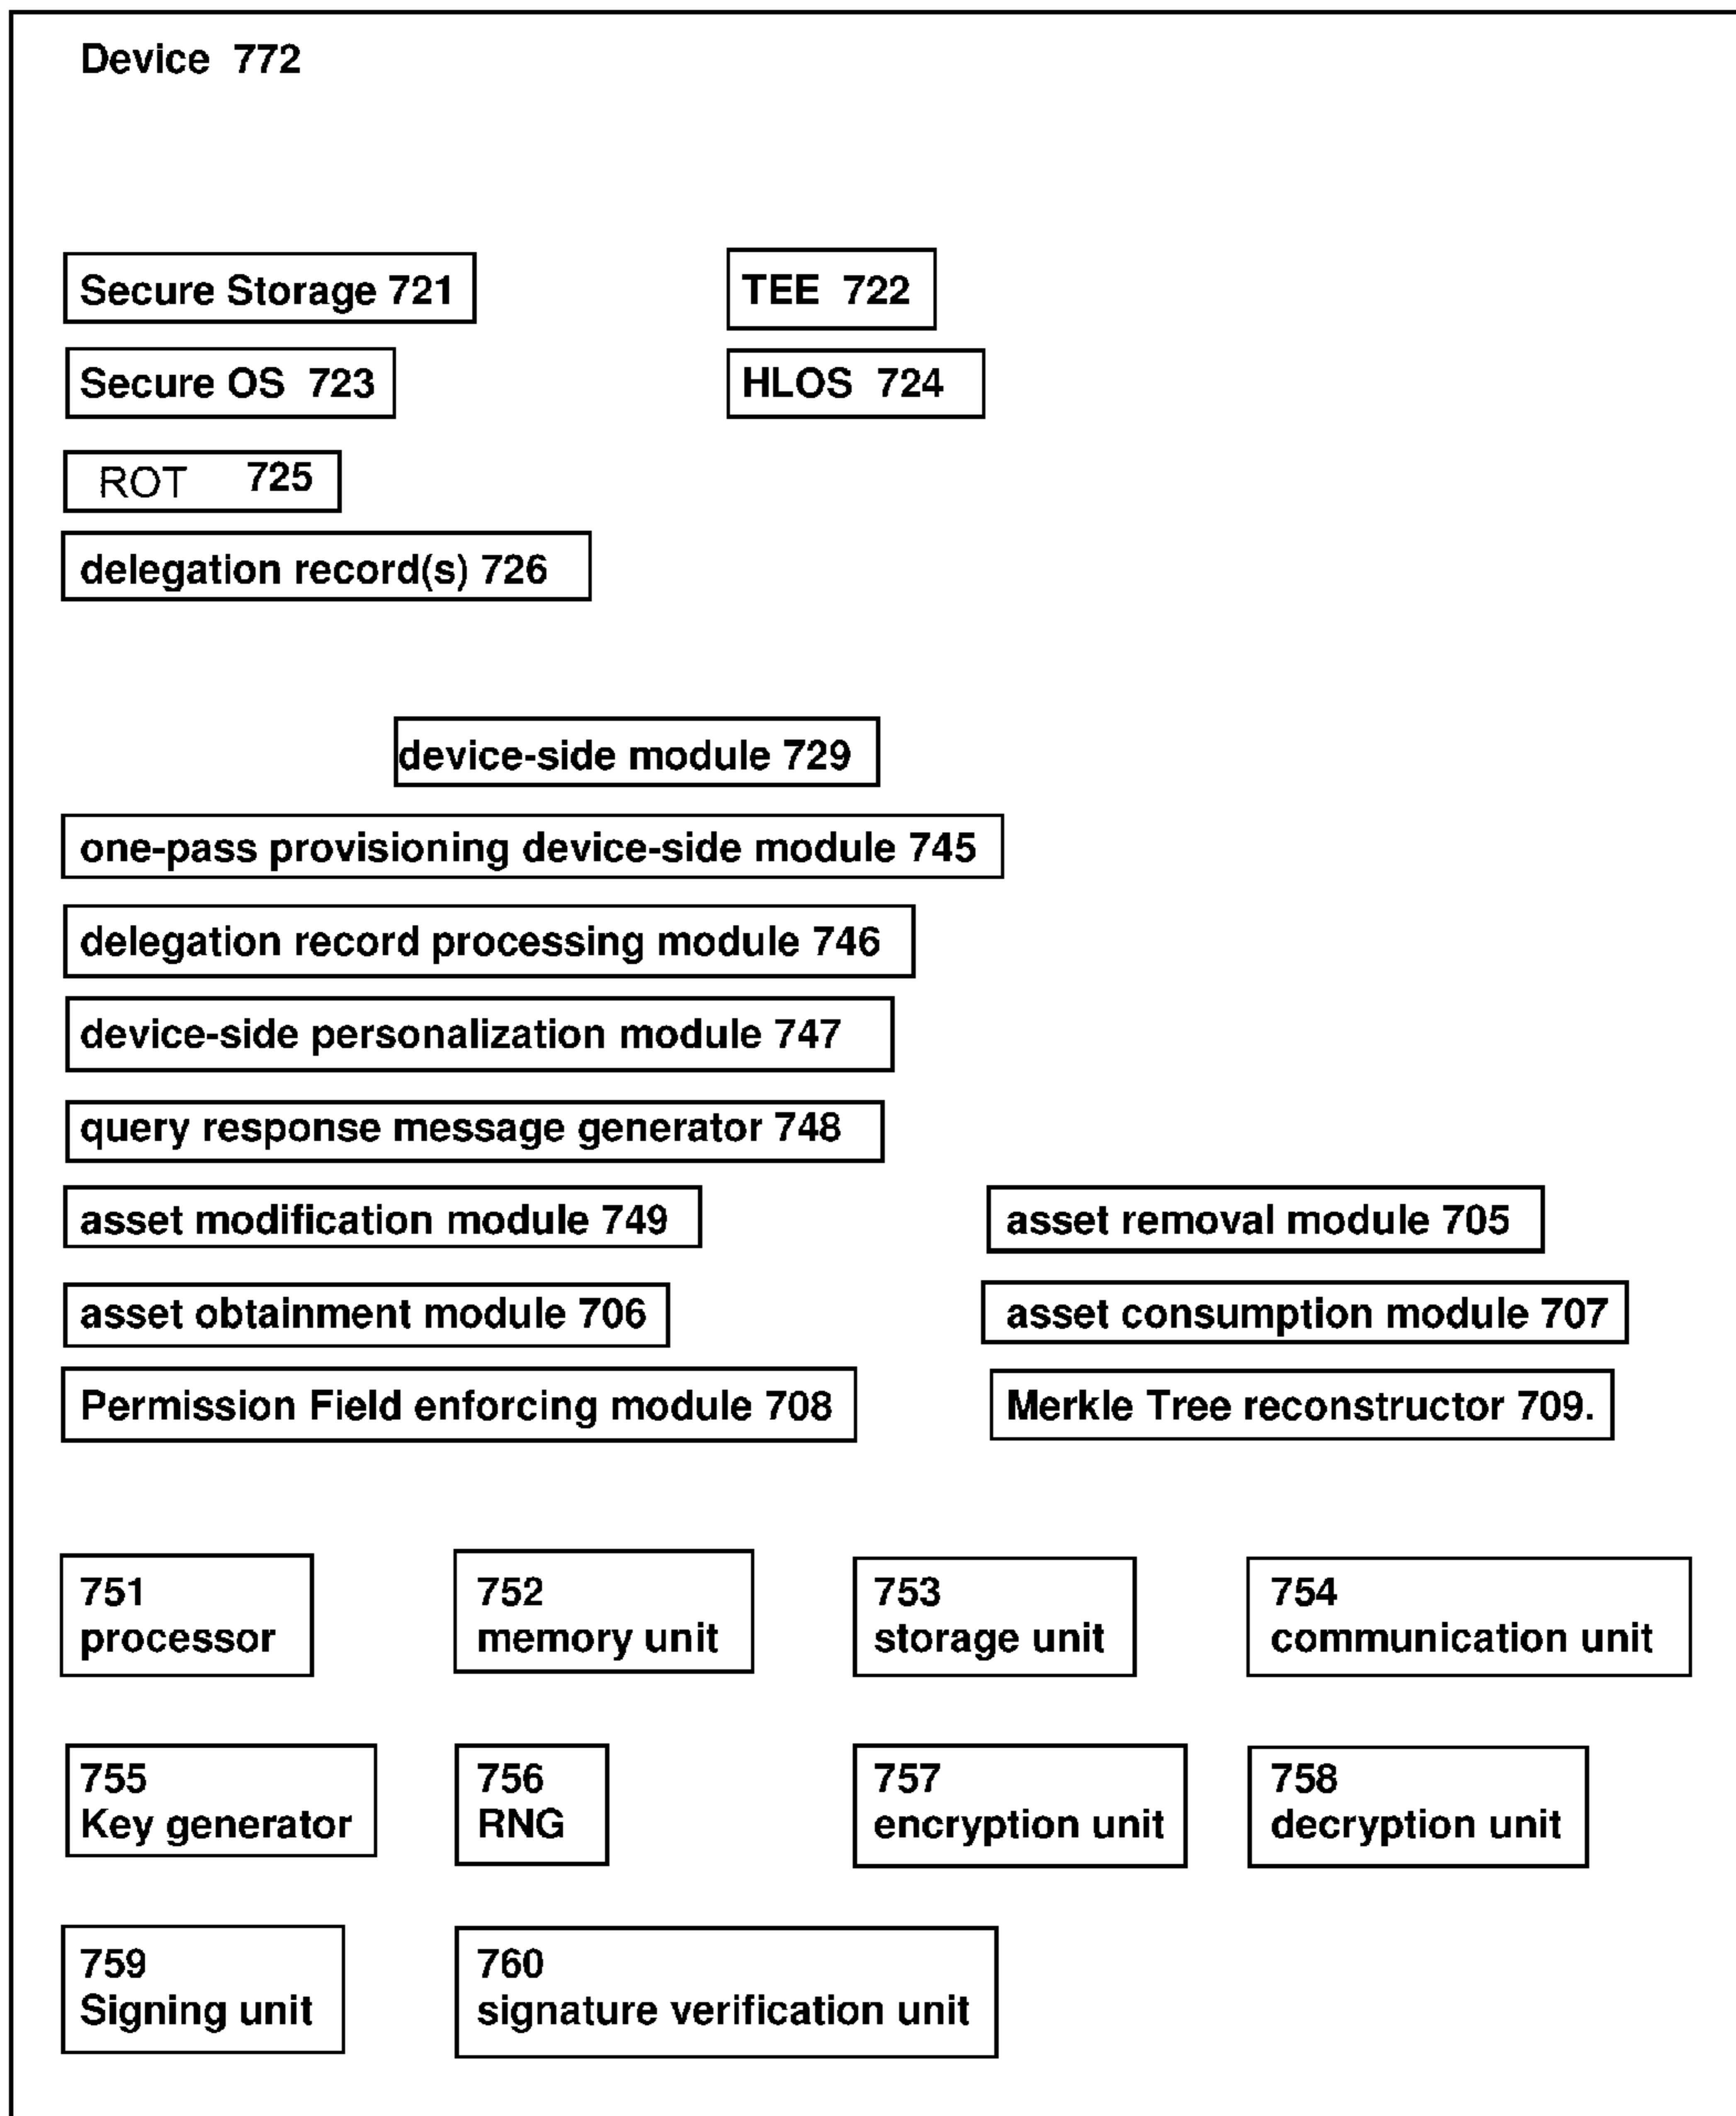 Device 772
Secure Storage 721
TEE 722
Secure OS 723
HLOS 724
ROT 725
delegation record(s) 726
device-side module 729
one-pass provisioning device-side module 745
delegation record processing module 746
device-side personalization module 747
query response message generator 748
asset modification module 749
asset removal module 705
asset obtainment module 706
asset consumption module 707
Permission Field enforcing module 708
Merkle Tree reconstructor 709.
751
processor
752
memory unit
753
storage unit
754
communication unit
755
Key generator
756
RNG
757
encryption unit
758
decryption unit
759
Signing unit
760
signature verification unit